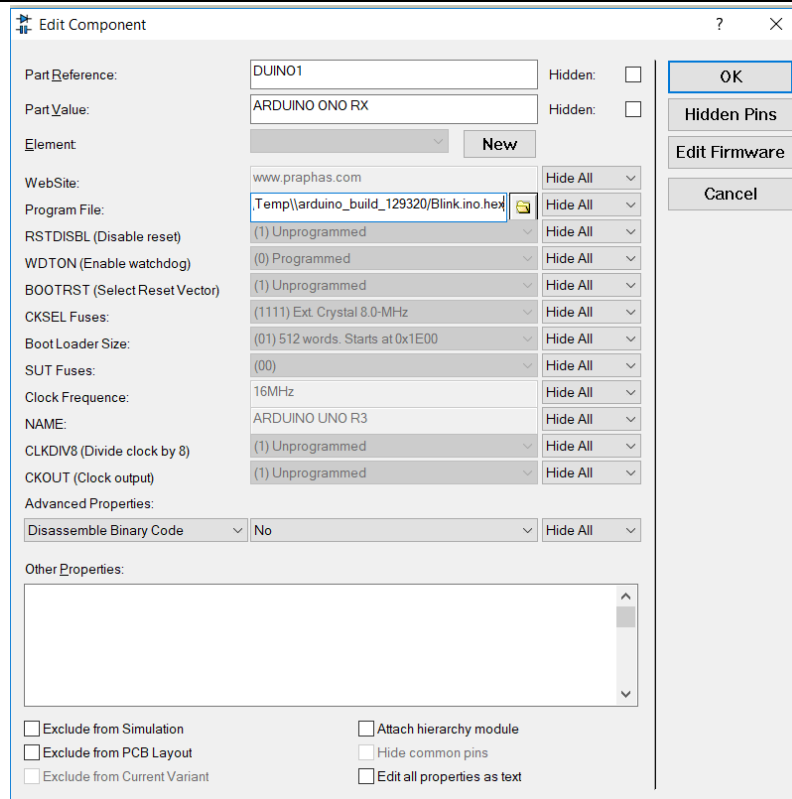 Edit Component ? ×
Part Reference: DUINO1 Hidden: OK
Part Value: ARDUINO ONO RX Hidden: Hidden Pins
Element: New Edit Firmware
WebSite: www.praphas.com Hide All Cancel
Program File: Temp\\arduino_build_129320/Blink.ino.hex Hide All
RSTDISBL (Disable reset) (1) Unprogrammed Hide All
WDTON (Enable watchdog) (0) Programmed Hide All
BOOTRST (Select Reset Vector) (1) Unprogrammed Hide All
CKSEL Fuses: (1111) Ext. Crystal 8.0-MHz Hide All
Boot Loader Size: (01) 512 words. Starts at 0x1E00 Hide All
SUT Fuses: (00) Hide All
Clock Frequence: 16MHz Hide All
NAME: ARDUINO UNO R3 Hide All
CLKDIV8 (Divide clock by 8) (1) Unprogrammed Hide All
CKOUT (Clock output) (1) Unprogrammed Hide All
Advanced Properties:
Disassemble Binary Code No Hide All
Other Properties:
Exclude from Simulation Attach hierarchy module
Exclude from PCB Layout Hide common pins
Exclude from Current Variant Edit all properties as text